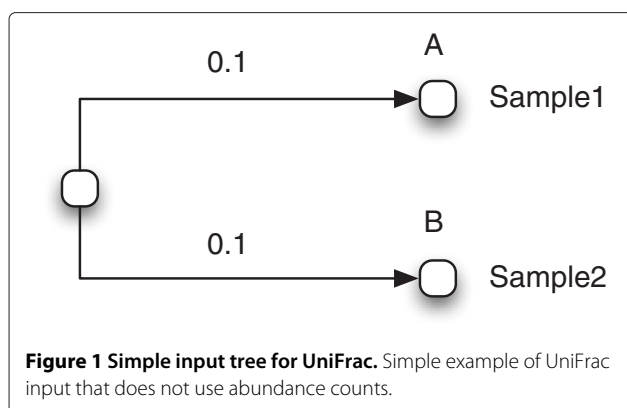 A
0.1
Sample1
B
0.1
Sample2
Figure 1 Simple input tree for UniFrac. Simple example of UniFrac
input that does not use abundance counts.